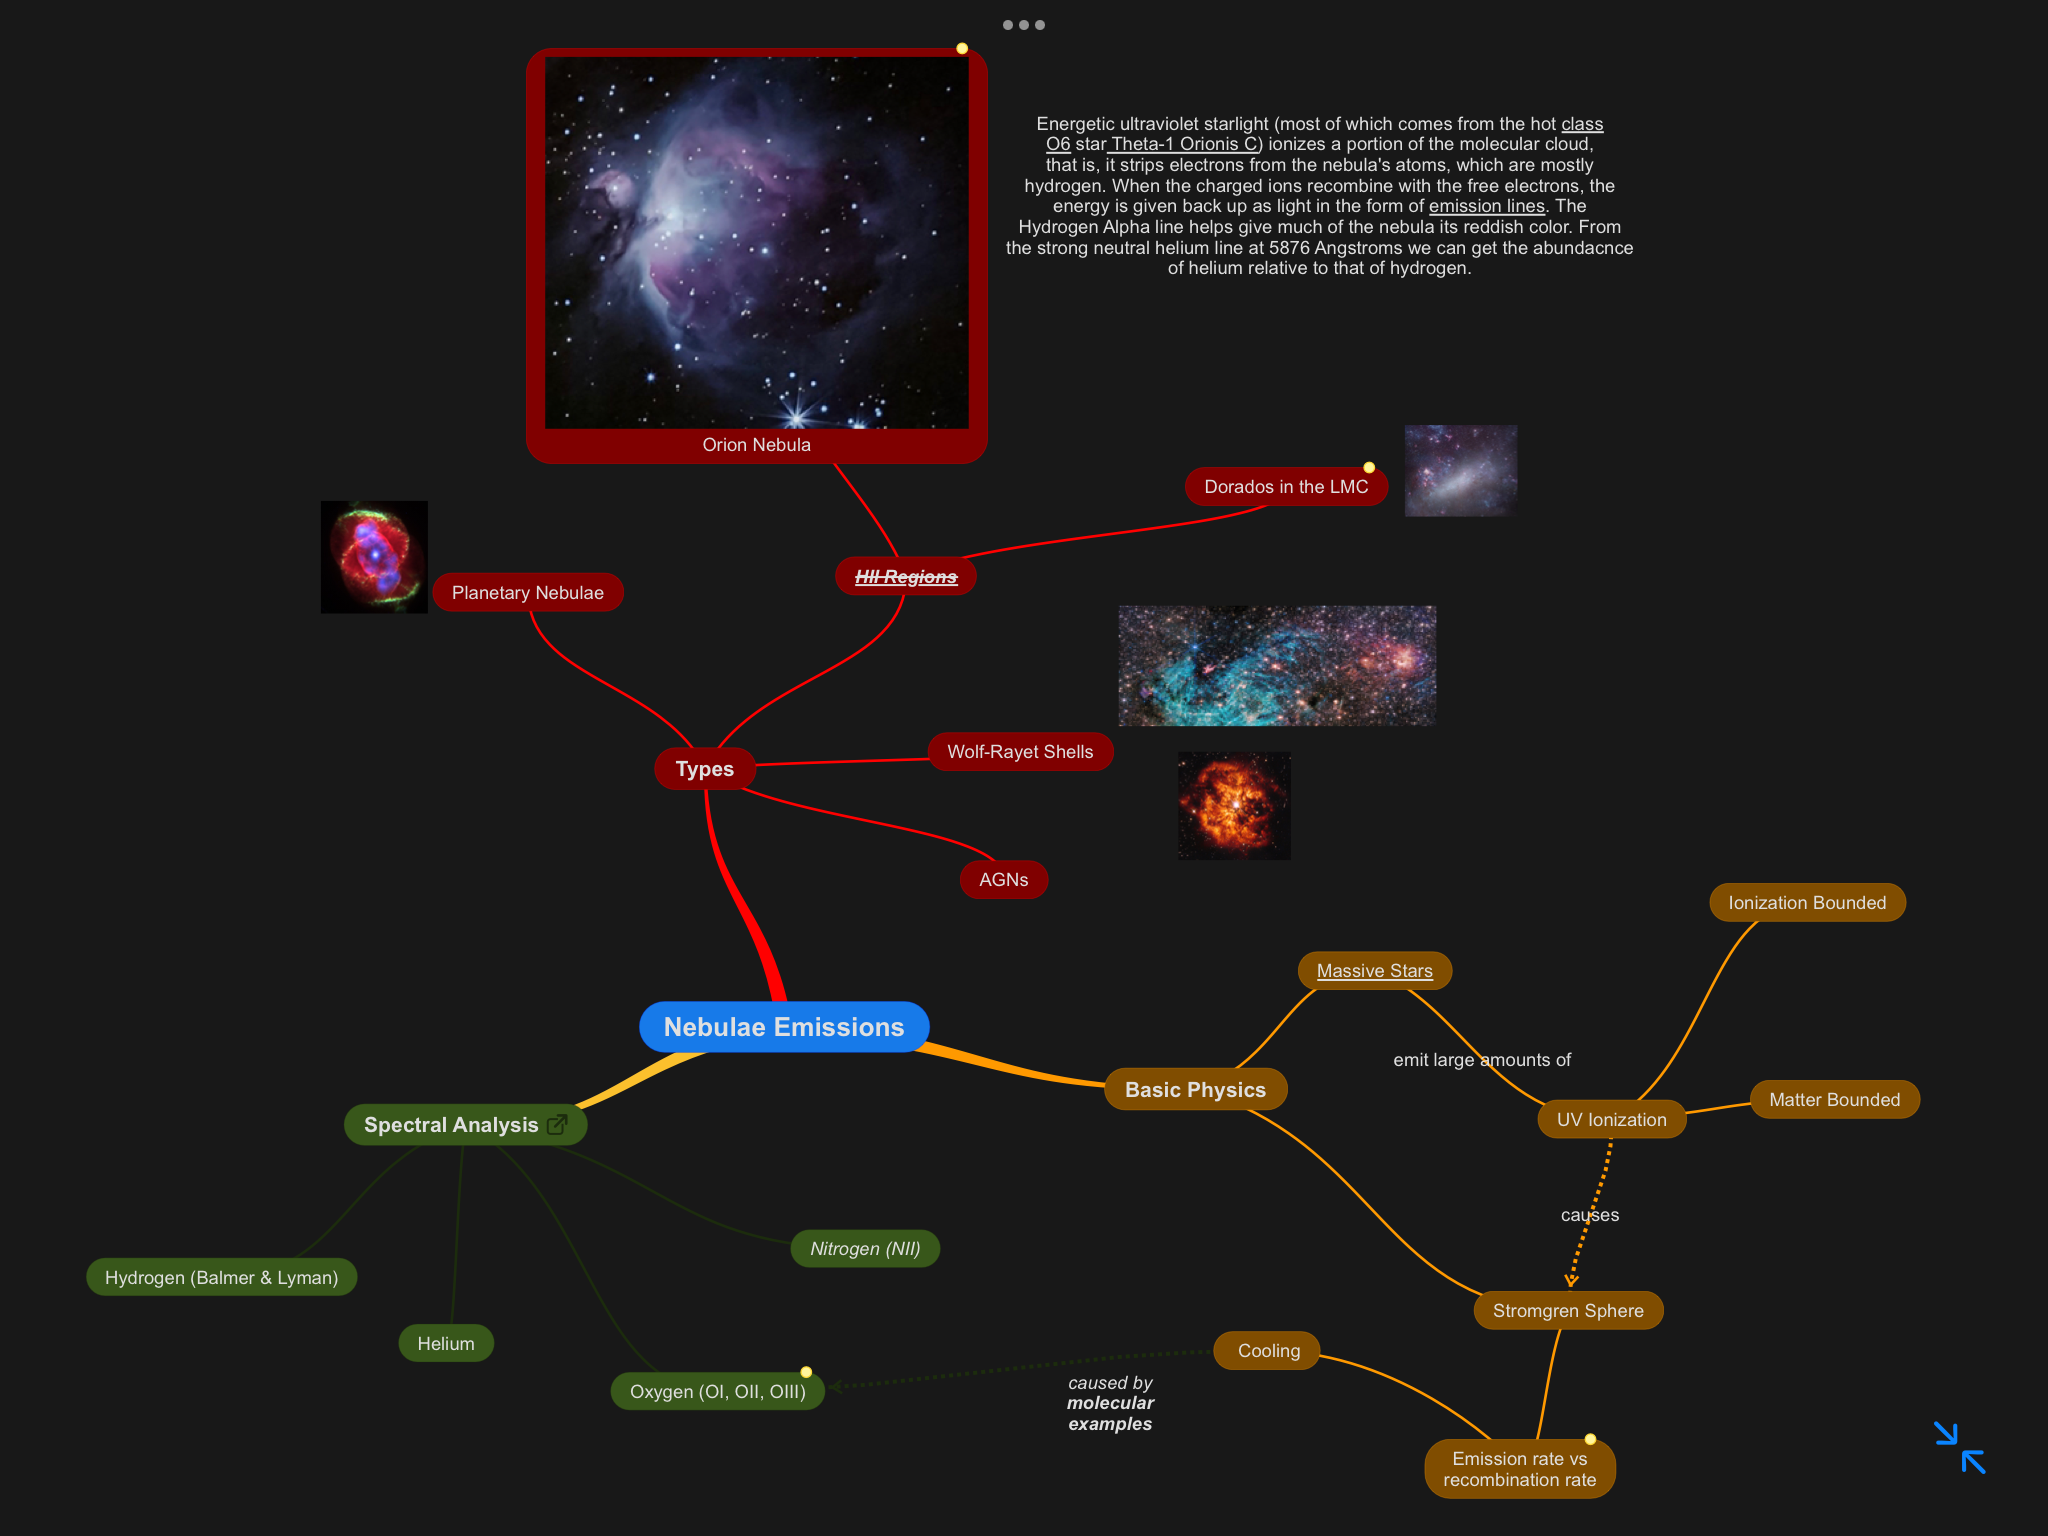 Energetic ultraviolet starlight (most of which comes from the hot class
O6 star Theta-1 Orionis C) ionizes a portion of the molecular cloud,
that is, it strips electrons from the nebula's atoms, which are mostly
hydrogen. When the charged ions recombine with the free electrons, the
energy is given back up as light in the form of emission lines. The
Hydrogen Alpha line helps give much of the nebula its reddish color. From
the strong neutral helium line at 5876 Angstroms we can get the abundacnce
of helium relative to that of hydrogen.
Orion Nebula
Dorados in the LMC
HII Regions
Planetary Nebulae
Wolf-Rayet Shells
Types
AGNs
Ionization Bounded
Massive Stars
Nebulae Emissions
emit large amounts of
Basic Physics
Matter Bounded
UV Ionization
Spectral Analysis
causes
Nitrogen (NII)
Hydrogen (Balmer & Lyman)
Stromgren Sphere
Helium
Cooling
Oxygen (OI, OII, OIII)
caused by
molecular
examples
Emission rate vs
recombination rate